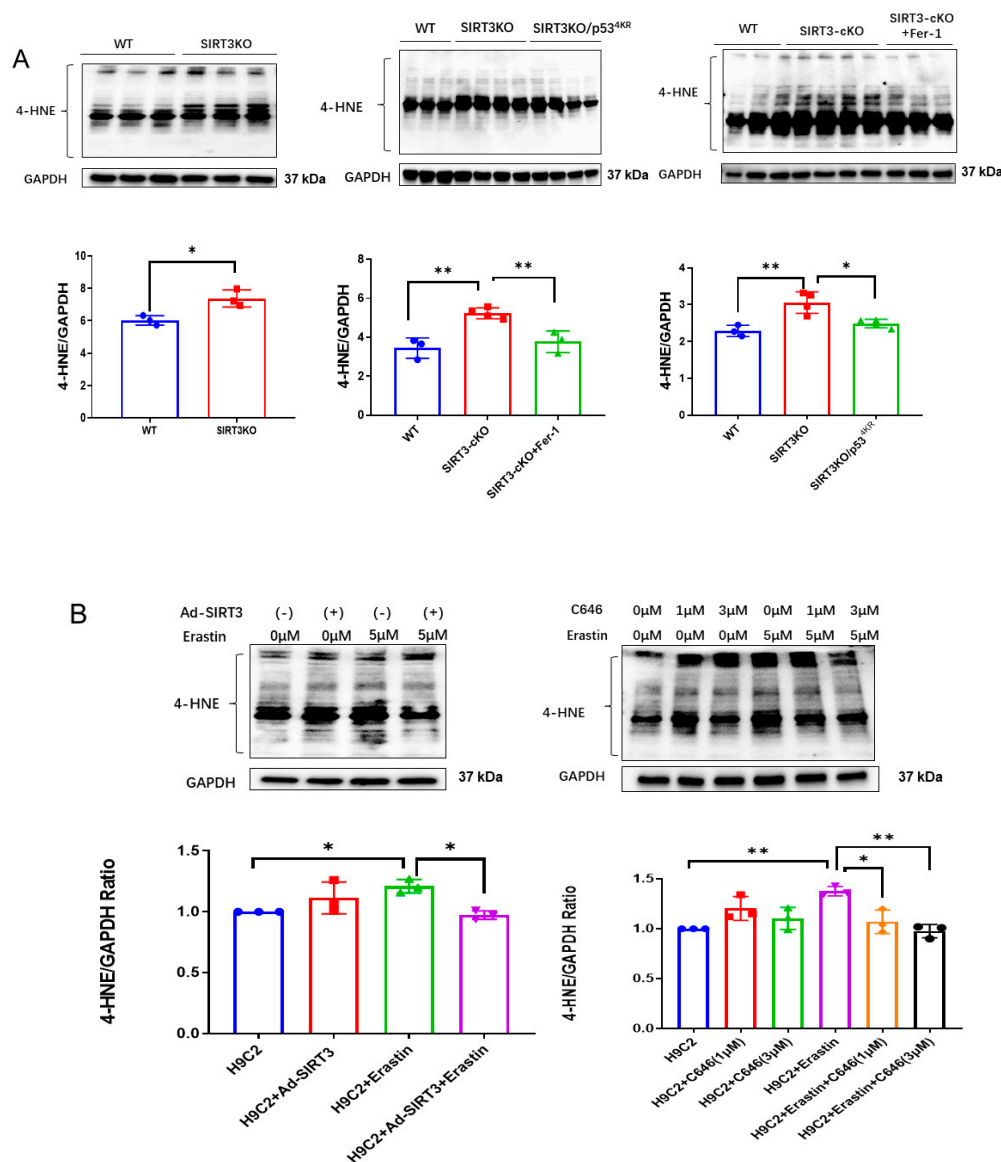 A
WT SIRT3KO
4-HNE
GAPDH 37 kDa
WT SIRT3KO SIRT3KO/p53^4KR
4-HNE
GAPDH 37 kDa
WT SIRT3-cKO SIRT3-cKO
+Fer-1
4-HNE
GAPDH 37 kDa
4-HNE/GAPDH
10
8
6
4
2
0
*
WT SIRT3KO
4-HNE/GAPDH
8
6
4
2
0
** **
WT SIRT3-cKO SIRT3-cKO+Fer-1
4-HNE/GAPDH
4
3
2
1
0
** *
WT SIRT3KO SIRT3KO/p53^4KR
B
Ad-SIRT3 (-) (+) (-) (+)
Erastin 0μM 0μM 5μM 5μM
4-HNE
GAPDH 37 kDa
C646 0μM 1μM 3μM 0μM 1μM 3μM
Erastin 0μM 0μM 0μM 5μM 5μM 5μM
4-HNE
GAPDH 37 kDa
4-HNE/GAPDH Ratio
1.5
1.0
0.5
0.0
* *
H9C2 H9C2+Ad-SIRT3 H9C2+Erastin H9C2+Ad-SIRT3+Erastin
4-HNE/GAPDH Ratio
1.5
1.0
0.5
0.0
** * **
H9C2 H9C2+C646(1μM) H9C2+C646(3μM) H9C2+Erastin H9C2+Erastin+C646(1μM) H9C2+Erastin+C646(3μM)